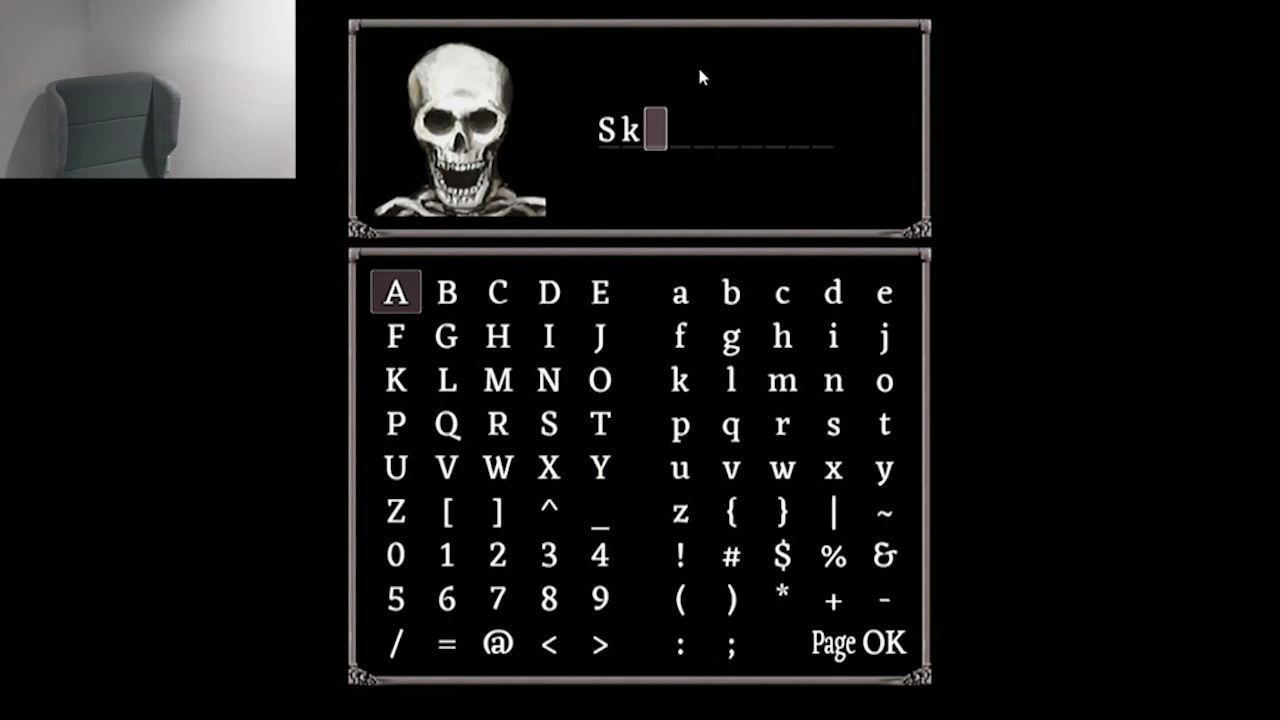 Sk
A B C D E a b c d e
F G H I J f g h i j
K L M N O k l m n o
P Q R S T p q r s t
U V W X Y u v w x y
Z [ ] ^ _ z { } | ~
0 1 2 3 4 ! # $ % &
5 6 7 8 9 ( ) * + -
/ = @ < > : ; Page OK